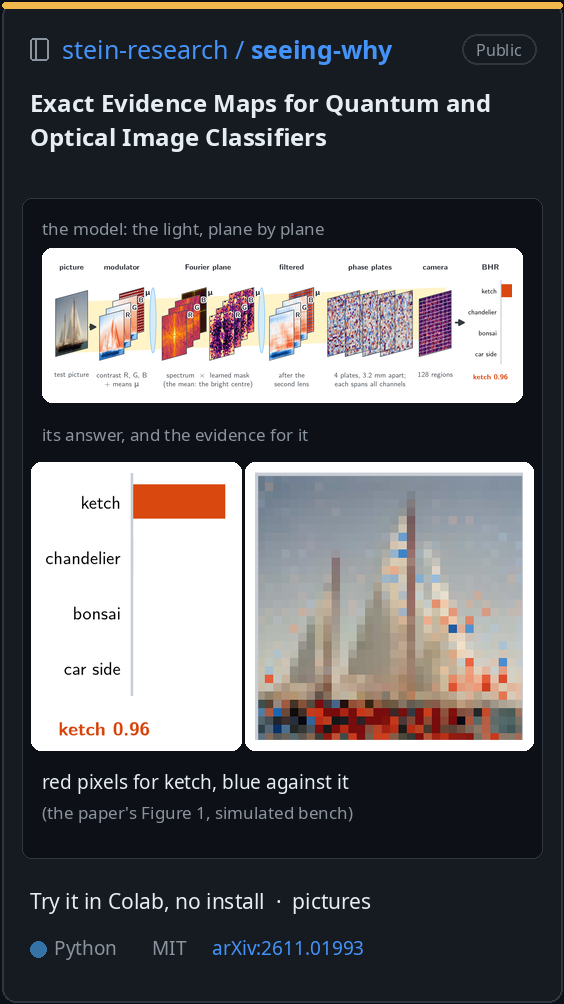 stein-research / seeing-why
Public
Exact Evidence Maps for Quantum and
Optical Image Classifiers
the model: the light, plane by plane
picture
modulator
Fourier plane
filtered
phase plates
camera
BHR
μ
B
G
R
μ
B
G
R
μ
B
G
R
μ
B
G
R
ketch
chandelier
bonsai
car side
ketch 0.96
test picture
contrast R, G, B
+ means μ
spectrum × learned mask
(the mean: the bright centre)
after the
second lens
4 plates, 3.2 mm apart;
each spans all channels
128 regions
its answer, and the evidence for it
ketch
chandelier
bonsai
car side
ketch 0.96
red pixels for ketch, blue against it
(the paper's Figure 1, simulated bench)
Try it in Colab, no install · pictures
Python MIT arXiv:2611.01993